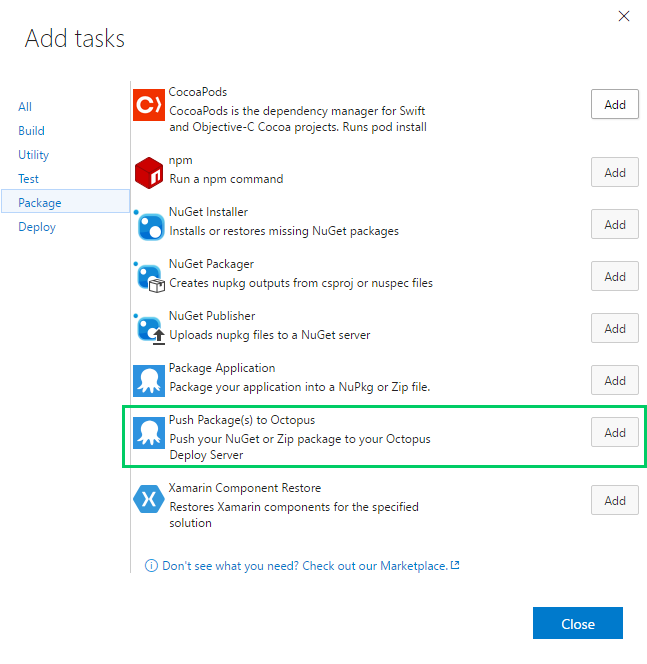 Add tasks
All
Build
Utility
Test
Package
Deploy
CocoaPods
CocoaPods is the dependency manager for Swift
and Objective-C Cocoa projects. Runs pod install
Add
npm
Run a npm command
Add
NuGet Installer
Installs or restores missing NuGet packages
Add
NuGet Packager
Creates nupkg outputs from csproj or nuspec files
Add
NuGet Publisher
Uploads nupkg files to a NuGet server
Add
Package Application
Package your application into a NuPkg or Zip file.
Add
Push Package(s) to Octopus
Push your NuGet or Zip package to your Octopus
Deploy Server
Add
Xamarin Component Restore
Restores Xamarin components for the specified
solution
Add
Don't see what you need? Check out our Marketplace.
Close